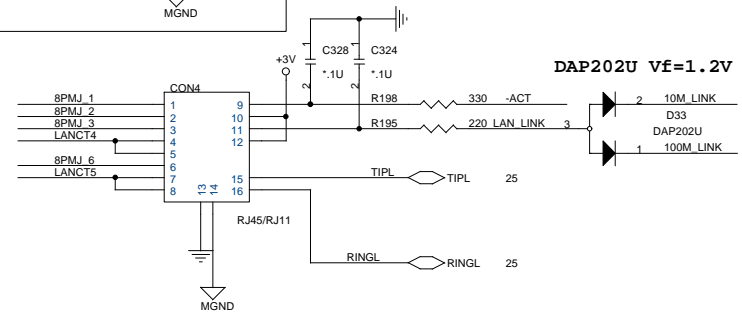 MGND
1
1
C328
C324
+3V
*.1U
*.1U
DAP202U Vf=1.2V
2
2
CON4
8PMJ_1
1
9
R198
330
-ACT
2
10M_LINK
8PMJ_2
2
10
D33
8PMJ_3
3
11
R195
220
LAN_LINK
3
DAP202U
LANCT4
4
12
1
100M_LINK
5
8PMJ_6
6
LANCT5
7
15
TIPL
TIPL
25
8
13
14
16
RJ45/RJ11
RINGL
RINGL
25
MGND